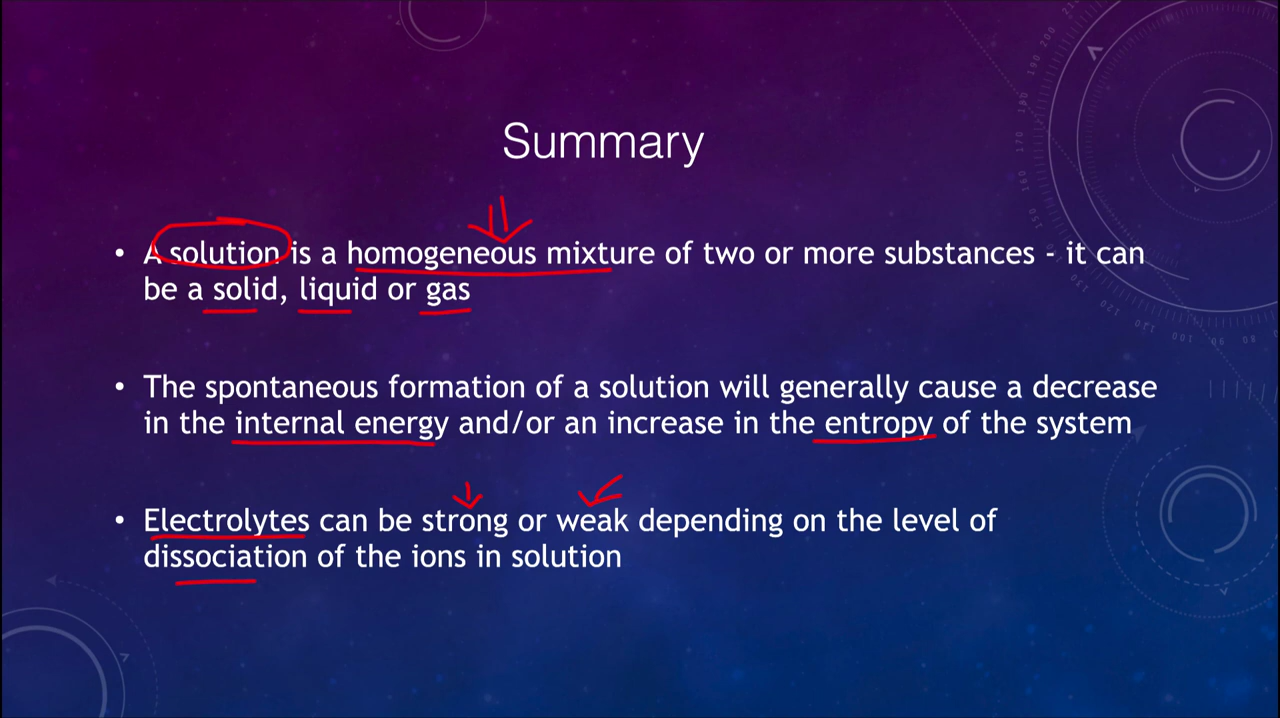 Summary
• A solution is a homogeneous mixture of two or more substances - it can
be a solid, liquid or gas
• The spontaneous formation of a solution will generally cause a decrease
in the internal energy and/or an increase in the entropy of the system
• Electrolytes can be strong or weak depending on the level of
dissociation of the ions in solution